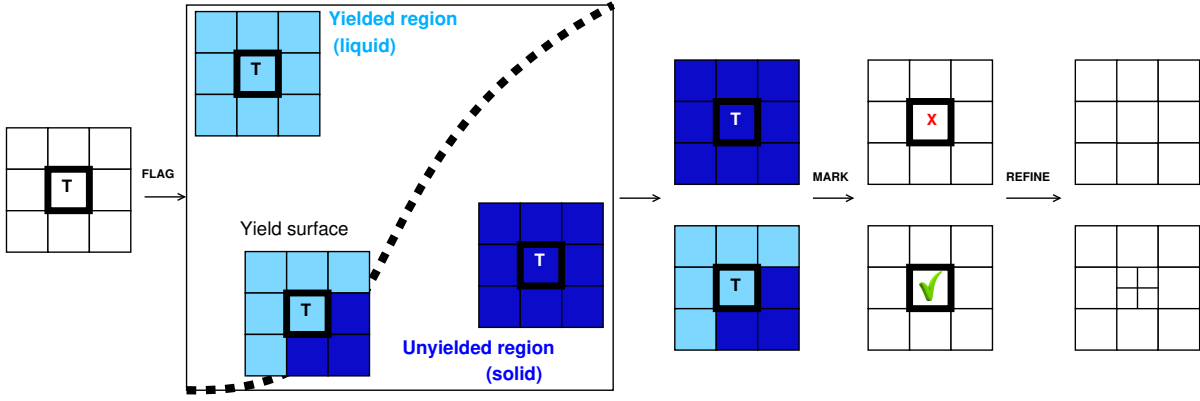 Yielded region
(liquid)
T
T
FLAG
T
MARK
X
REFINE
Yield surface
T
T
T
Unyielded region
(solid)